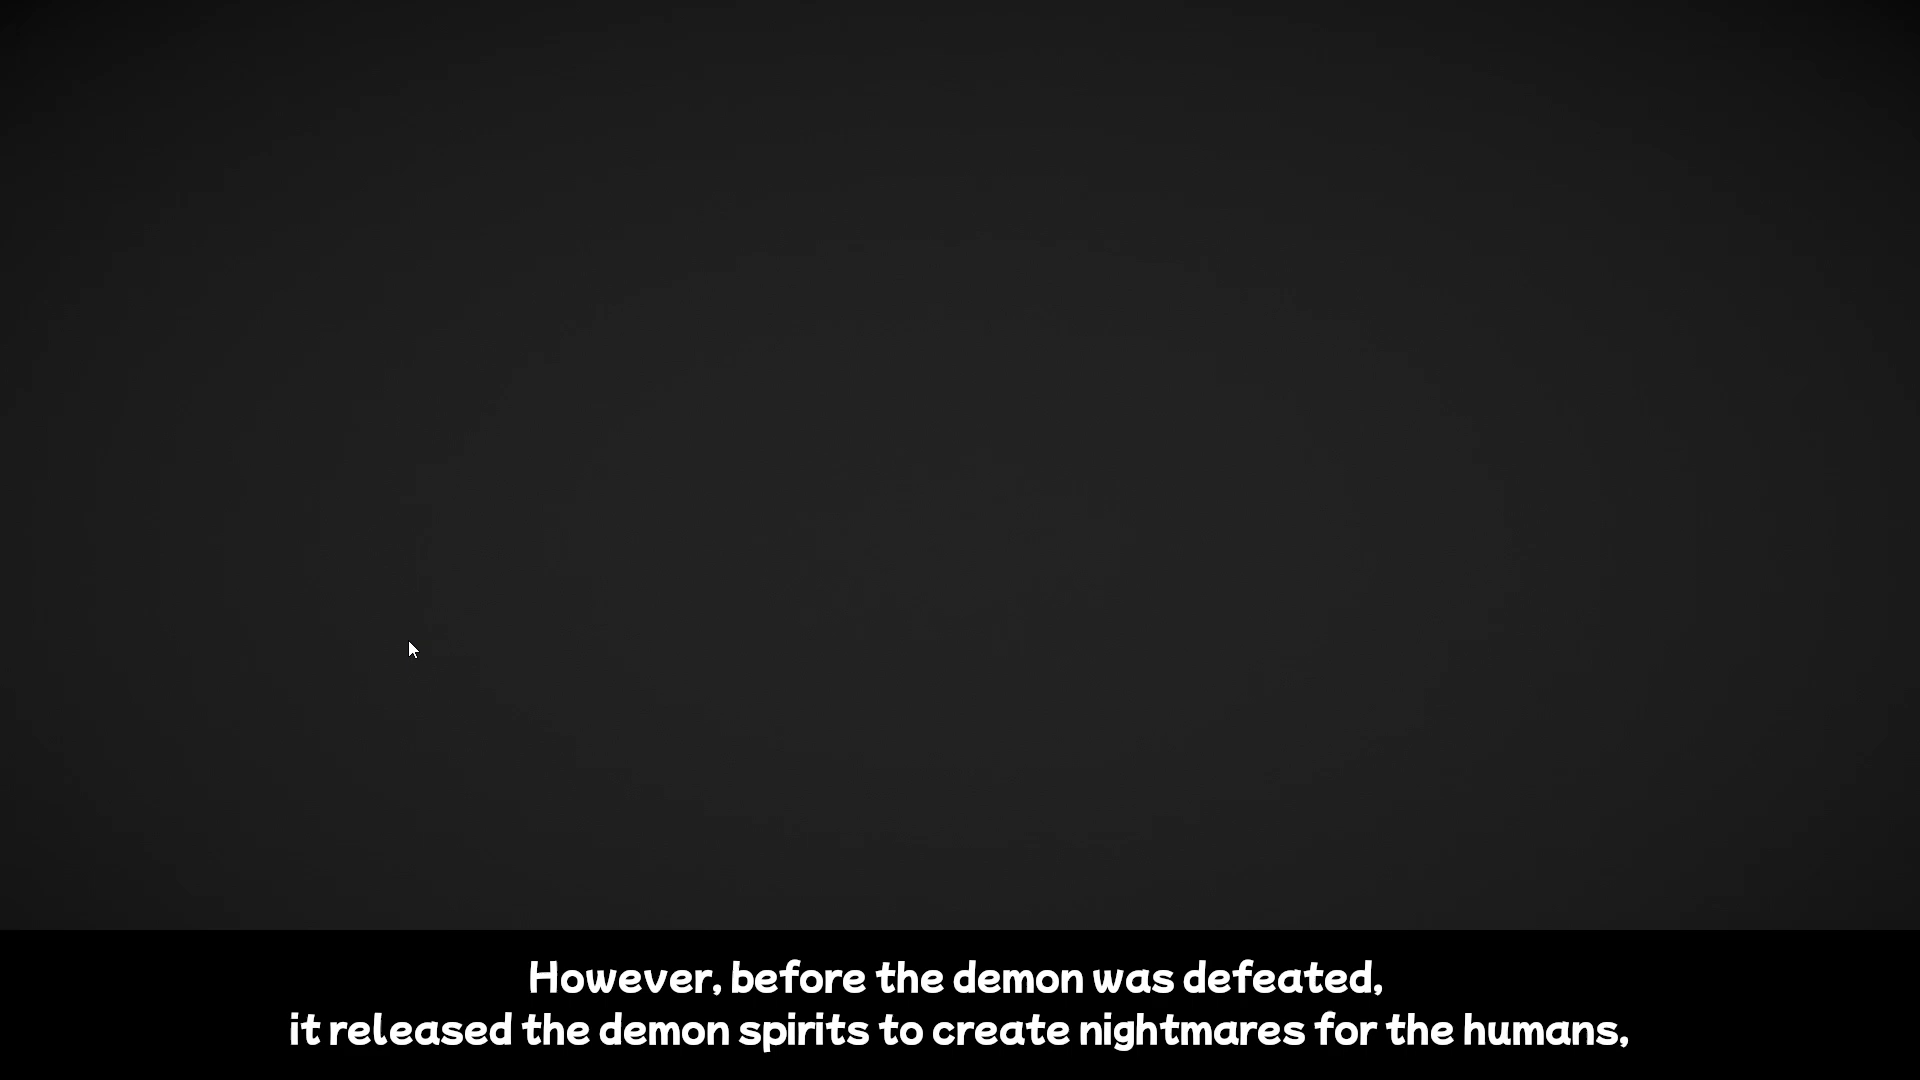 However, before the demon was defeated,
it released the demon spirits to create nightmares for the humans,